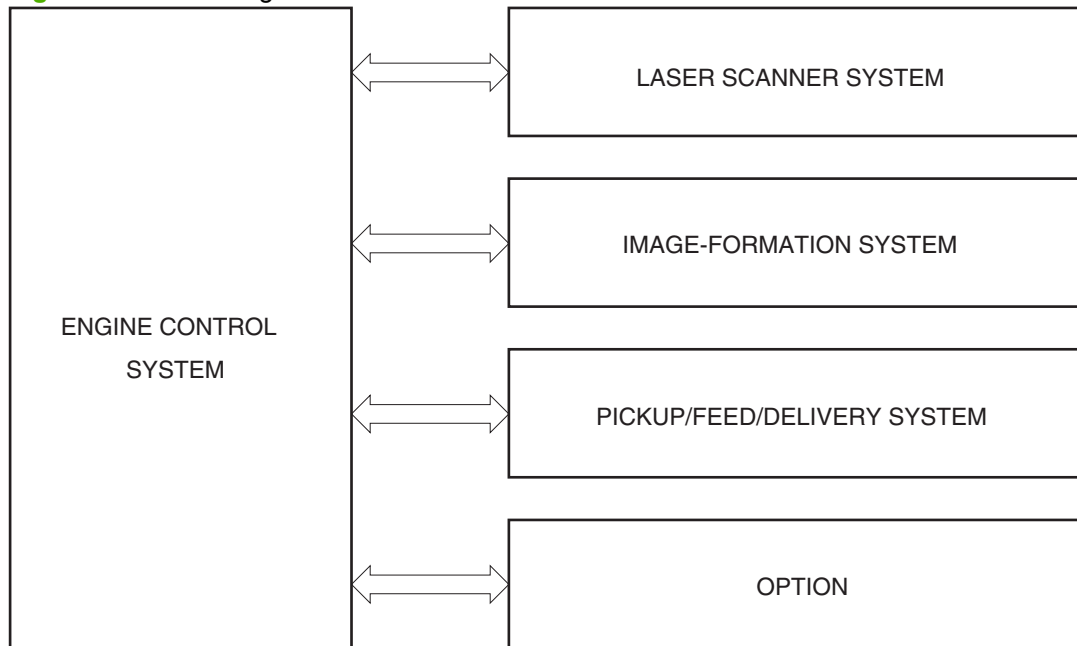 LASER SCANNER SYSTEM
IMAGE-FORMATION SYSTEM
ENGINE CONTROL
SYSTEM
PICKUP/FEED/DELIVERY SYSTEM
OPTION